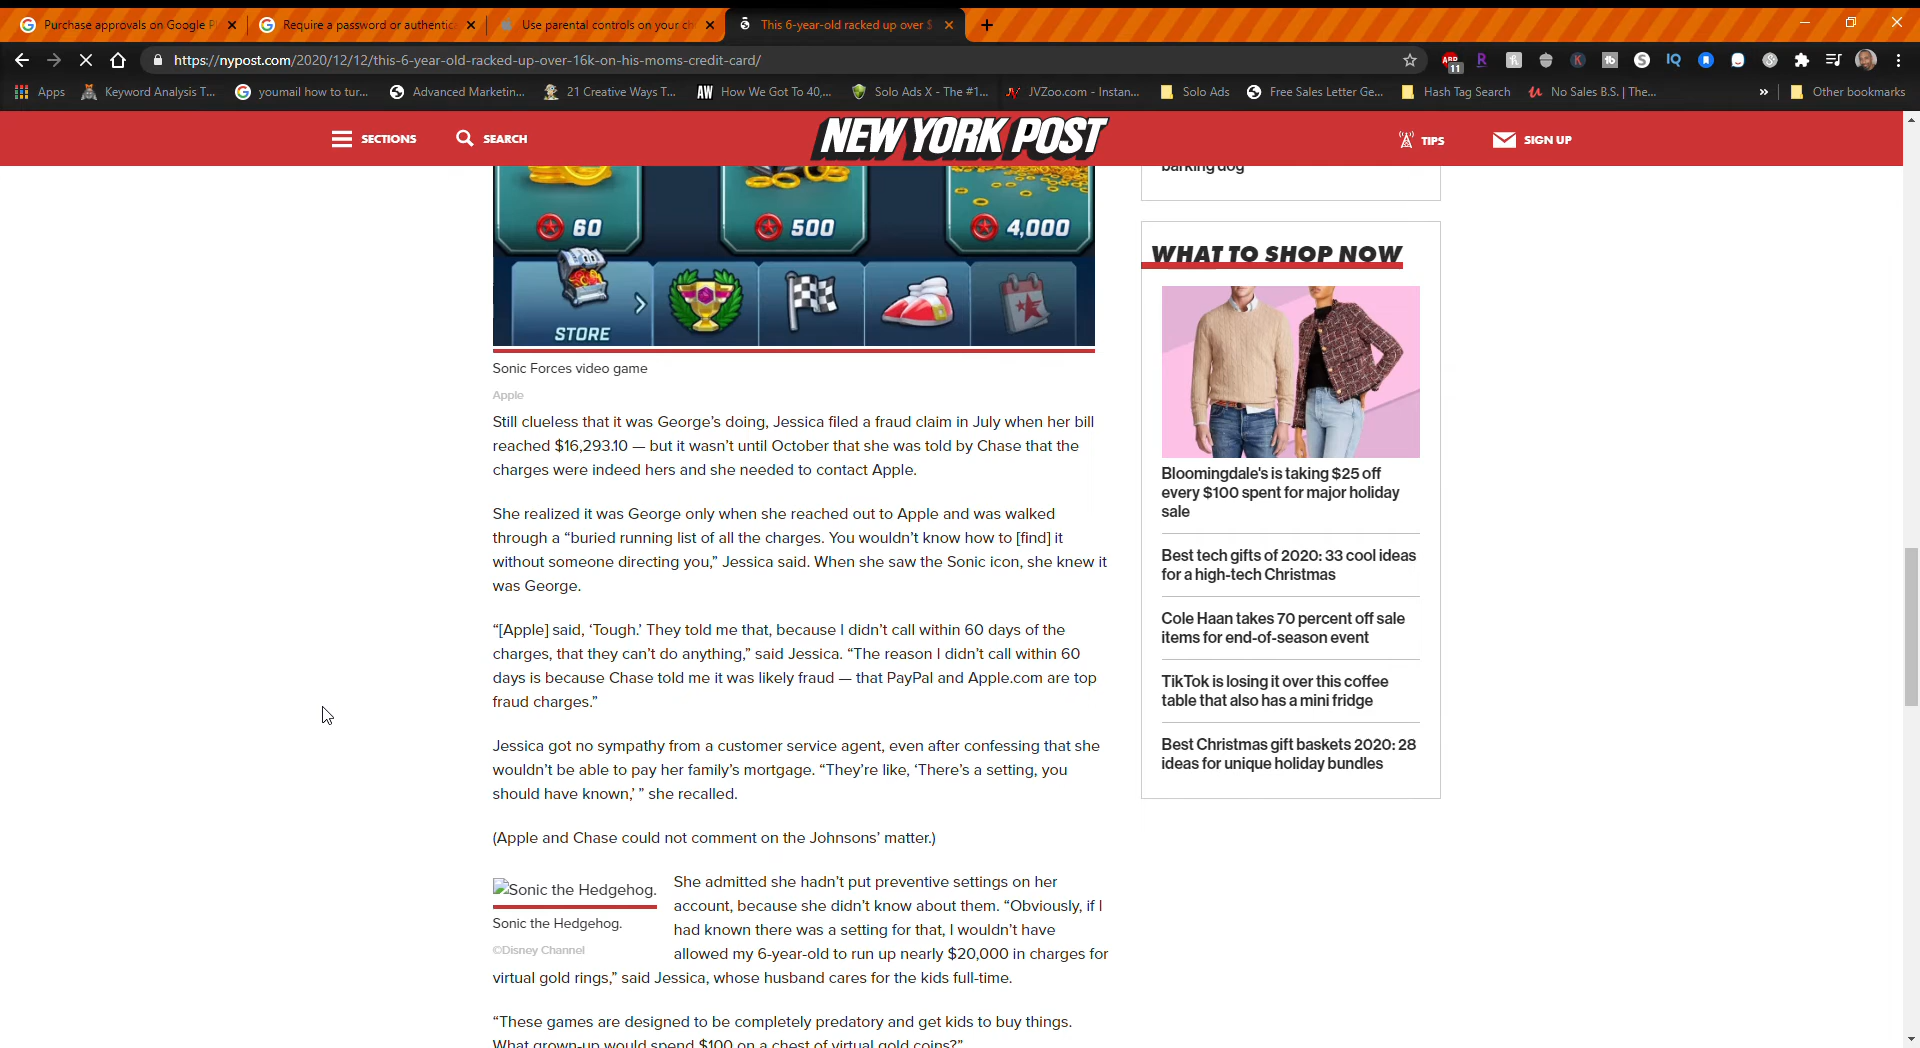 Purchase approvals on Google P
Require a password or authentic
Use parental controls on your ch
This 6-year-old racked up over $
https://nypost.com/2020/12/12/this-6-year-old-racked-up-over-16k-on-his-moms-credit-card/
ABP
11
R
K
tb
S
IQ
Apps
Keyword Analysis T...
youmail how to tur...
Advanced Marketin...
21 Creative Ways T...
AW How We Got To 40,...
Solo Ads X - The #1...
JVZoo.com - Instan...
Solo Ads
Free Sales Letter Ge...
Hash Tag Search
No Sales B.S. | The...
»
Other bookmarks
SECTIONS
SEARCH
NEW YORK POST
TIPS
SIGN UP
60
500
4,000
STORE
Sonic Forces video game
Apple
Still clueless that it was George’s doing, Jessica filed a fraud claim in July when her bill
reached $16,293.10 — but it wasn’t until October that she was told by Chase that the
charges were indeed hers and she needed to contact Apple.
She realized it was George only when she reached out to Apple and was walked
through a “buried running list of all the charges. You wouldn’t know how to [find] it
without someone directing you,” Jessica said. When she saw the Sonic icon, she knew it
was George.
“[Apple] said, ‘Tough.’ They told me that, because I didn’t call within 60 days of the
charges, that they can’t do anything,” said Jessica. “The reason I didn’t call within 60
days is because Chase told me it was likely fraud — that PayPal and Apple.com are top
fraud charges.”
Jessica got no sympathy from a customer service agent, even after confessing that she
wouldn’t be able to pay her family’s mortgage. “They’re like, ‘There’s a setting, you
should have known,’ ” she recalled.
(Apple and Chase could not comment on the Johnsons’ matter.)
Sonic the Hedgehog.
Sonic the Hedgehog.
©Disney Channel
She admitted she hadn’t put preventive settings on her
account, because she didn’t know about them. “Obviously, if I
had known there was a setting for that, I wouldn’t have
allowed my 6-year-old to run up nearly $20,000 in charges for
virtual gold rings,” said Jessica, whose husband cares for the kids full-time.
“These games are designed to be completely predatory and get kids to buy things.
What grown-up would spend $100 on a chest of virtual gold coins?”
barking dog
WHAT TO SHOP NOW
Bloomingdale's is taking $25 off
every $100 spent for major holiday
sale
Best tech gifts of 2020: 33 cool ideas
for a high-tech Christmas
Cole Haan takes 70 percent off sale
items for end-of-season event
TikTok is losing it over this coffee
table that also has a mini fridge
Best Christmas gift baskets 2020: 28
ideas for unique holiday bundles